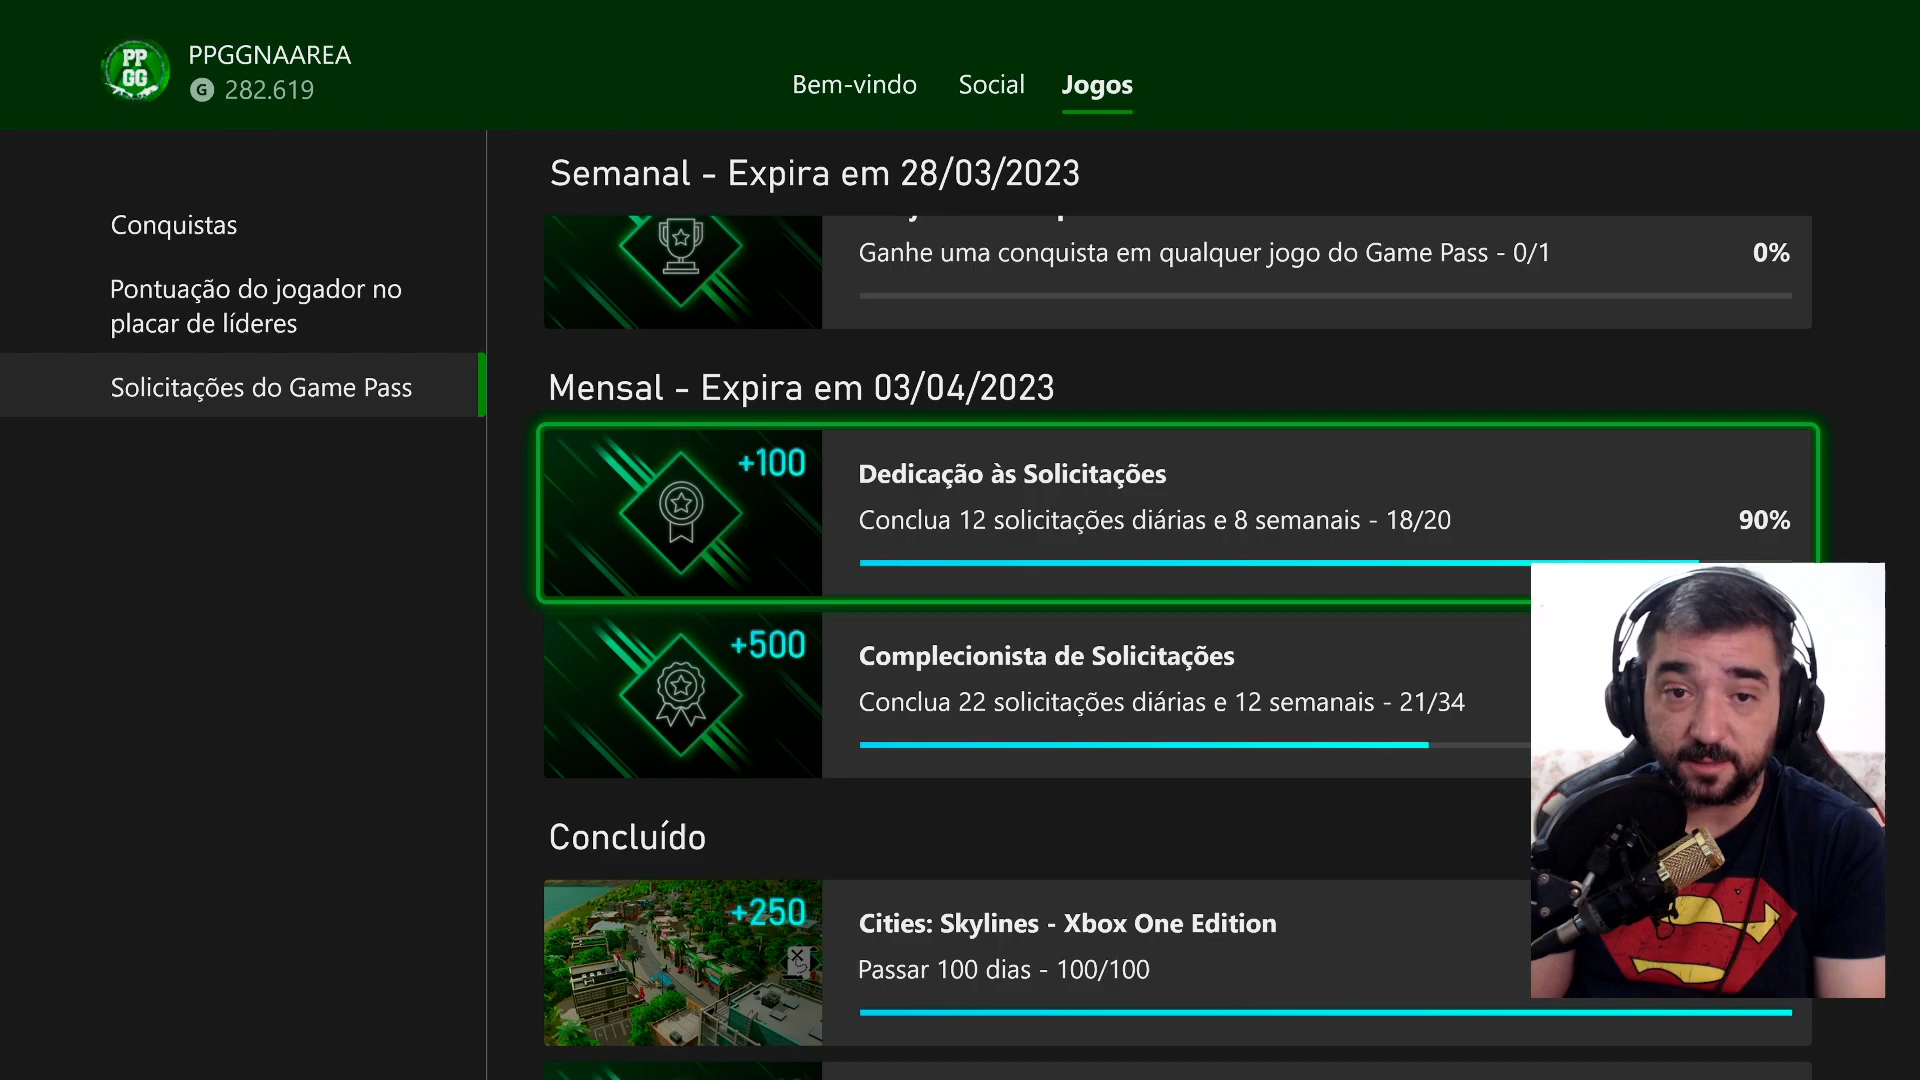 PP
GG
PPGGNAAREA
G 282.619
Bem-vindo
Social
Jogos
Conquistas
Pontuação do jogador no
placar de líderes
Solicitações do Game Pass
Semanal - Expira em 28/03/2023
Ganhe uma conquista em qualquer jogo do Game Pass - 0/1
0%
Mensal - Expira em 03/04/2023
+100
Dedicação às Solicitações
Conclua 12 solicitações diárias e 8 semanais - 18/20
90%
+500
Complecionista de Solicitações
Conclua 22 solicitações diárias e 12 semanais - 21/34
Concluído
+250
Cities: Skylines - Xbox One Edition
Passar 100 dias - 100/100